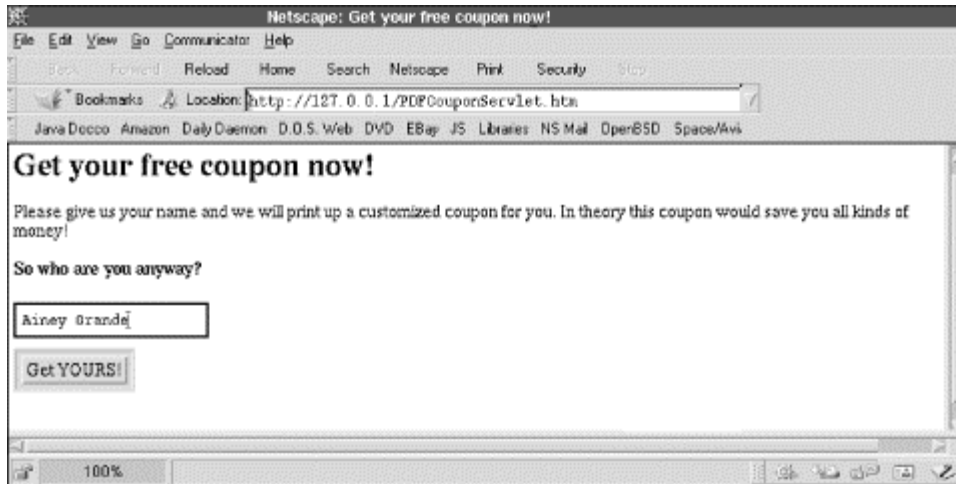 Netscape: Get your free coupon now!
File Edit View Go Communicator Help
Back Forward Reload Home Search Netscape Print Security Stop
Bookmarks Location: http://127.0.0.1/PDFCouponServlet.htm
Java Docco Amazon Daily Daemon D.O.S. Web DVD EBay JS Libraries NS Mail OpenBSD Space/Avi
Get your free coupon now!
Please give us your name and we will print up a customized coupon for you. In theory this coupon would save you all kinds of
money!
So who are you anyway?
Ainey Grande
Get YOURS!
100%